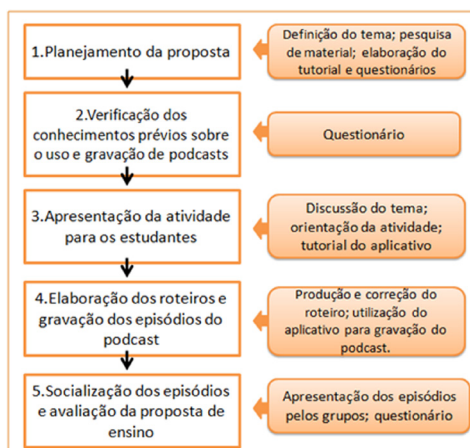 1.Planejamento da proposta
Definição do tema; pesquisa
de material; elaboração do
tutorial e questionários
2.Verificação dos
conhecimentos prévios sobre
o uso e gravação de podcasts
Questionário
3.Apresentação da atividade
para os estudantes
Discussão do tema;
orientação da atividade;
tutorial do aplicativo
4.Elaboração dos roteiros e
gravação dos episódios do
podcast
Produção e correção do
roteiro; utilização do
aplicativo para gravação do
podcast.
5.Socialização dos episódios
e avaliação da proposta de
ensino
Apresentação dos episódios
pelos grupos; questionário